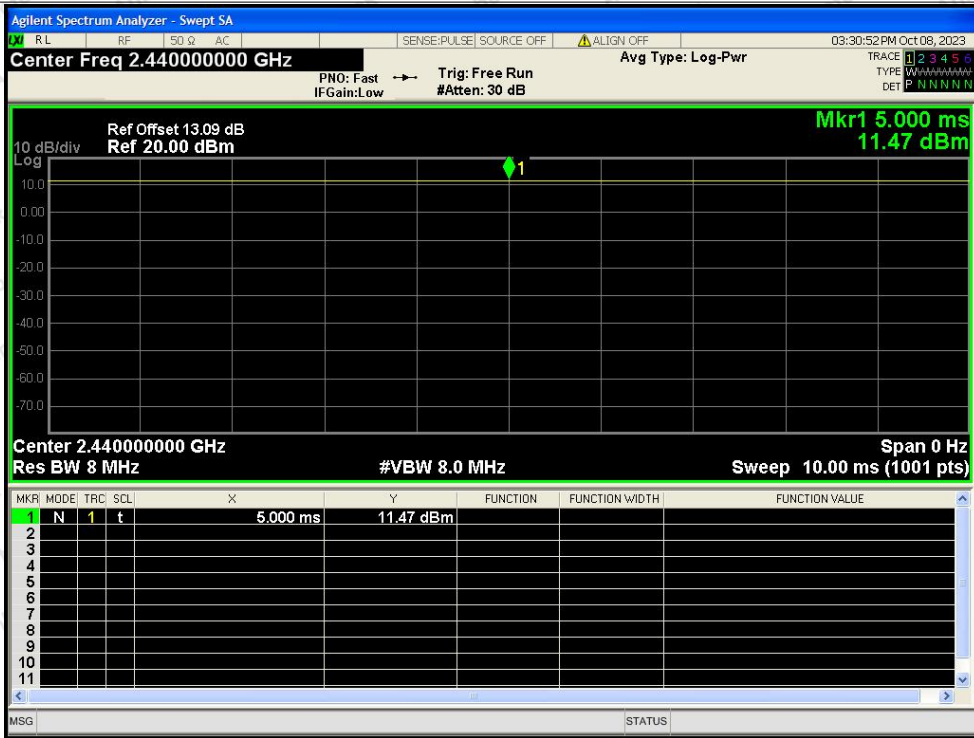 Agilent Spectrum Analyzer - Swept SA
LXI RL RF 50 Ω AC SENSE:PULSE SOURCE OFF ALIGN OFF 03:30:52 PM Oct 08, 2023
Center Freq 2.440000000 GHz
PNO: Fast
IFGain:Low
Trig: Free Run
#Atten: 30 dB
Avg Type: Log-Pwr
TRACE 1 2 3 4 5 6
TYPE WWWWWW
DET P N N N N N
Ref Offset 13.09 dB
10 dB/div Ref 20.00 dBm
Log
Mkr1 5.000 ms
11.47 dBm
1
10.0
0.00
-10.0
-20.0
-30.0
-40.0
-50.0
-60.0
-70.0
Center 2.440000000 GHz Span 0 Hz
Res BW 8 MHz #VBW 8.0 MHz Sweep 10.00 ms (1001 pts)
MKR MODE TRC SCL X Y FUNCTION FUNCTION WIDTH FUNCTION VALUE
1 N 1 t 5.000 ms 11.47 dBm
2
3
4
5
6
7
8
9
10
11
MSG STATUS